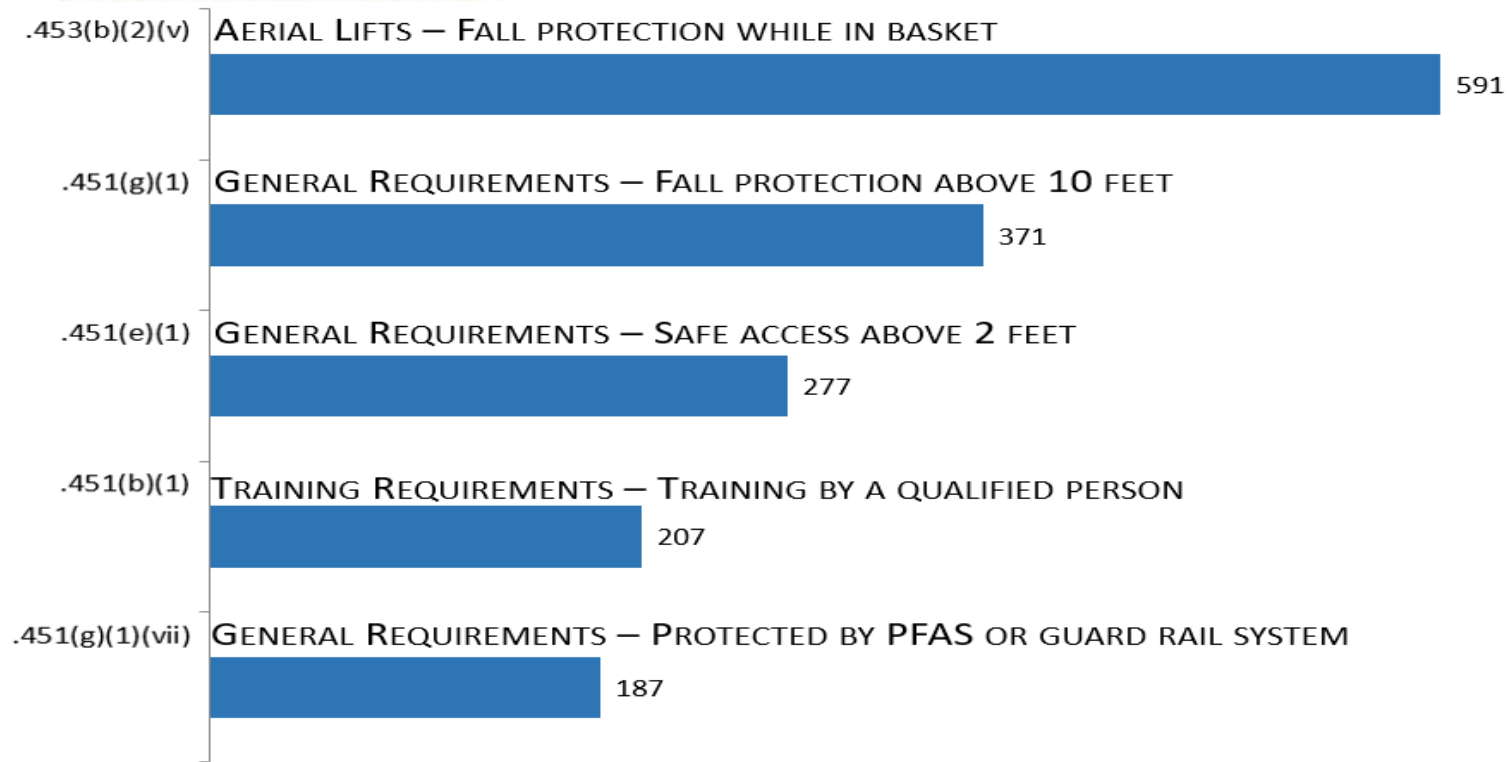 .453(b)(2)(v) Aerial Lifts – Fall protection while in basket
591
.451(g)(1) General Requirements – Fall protection above 10 feet
371
.451(e)(1) General Requirements – Safe access above 2 feet
277
.451(b)(1) Training Requirements – Training by a qualified person
207
.451(g)(1)(vii) General Requirements – Protected by PFAS or guard rail system
187